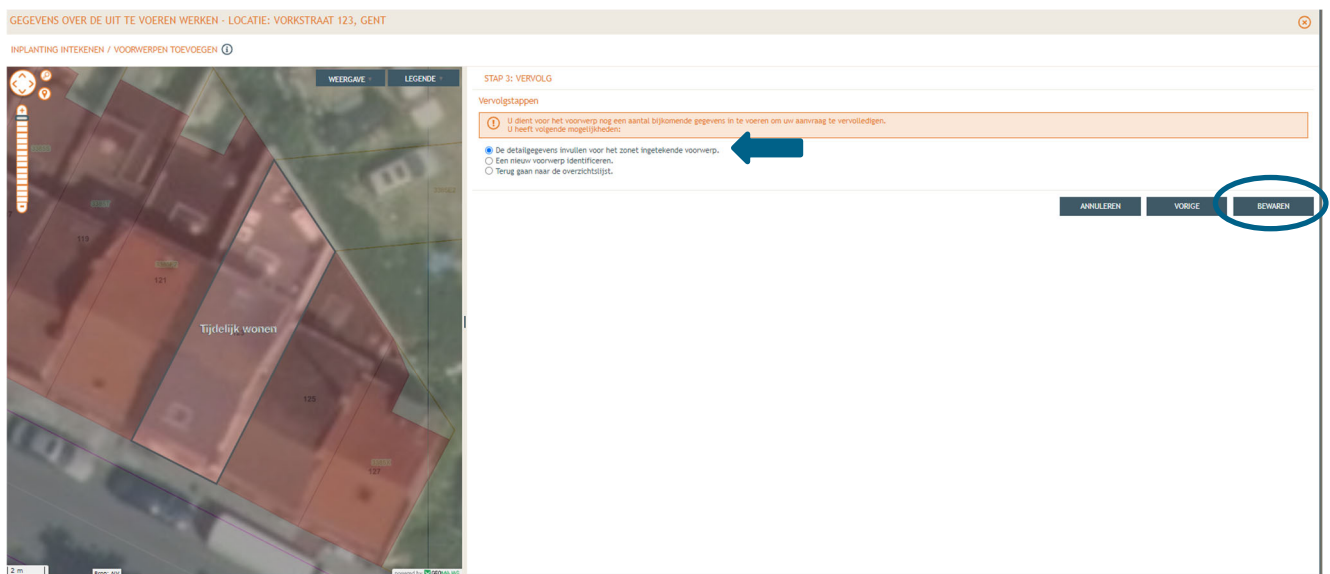 GEGEVENS OVER DE UIT TE VOEREN WERKEN - LOCATIE: VORKSTRAAT 123, GENT
INPLANTING INTEKENEN / VOORWERPEN TOEVOEGEN
WEERGAVE
LEGENDE
STAP 3: VERVOLG
Vervolgstappen
U dient voor het voorwerp nog een aantal bijkomende gegevens in te voeren om uw aanvraag te vervolledigen.
U heeft volgende mogelijkheden:
De detailgegevens invullen voor het zonet ingetekende voorwerp.
Een nieuw voorwerp identificeren.
Terug gaan naar de overzichtslijst.
ANNULEREN
VORIGE
BEWAREN
119
121
Tijdelijk wonen
125
137
2 m